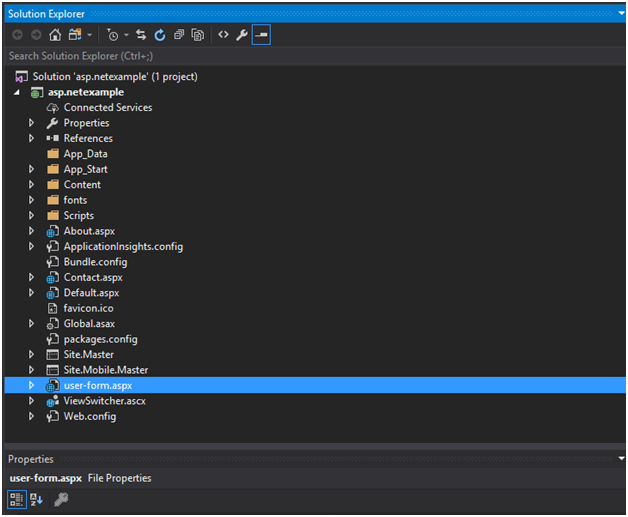 Solution Explorer
Search Solution Explorer (Ctrl+;)
Solution 'asp.netexample' (1 project)
asp.netexample
Connected Services
Properties
References
App_Data
App_Start
Content
fonts
Scripts
About.aspx
ApplicationInsights.config
Bundle.config
Contact.aspx
Default.aspx
favicon.ico
Global.asax
packages.config
Site.Master
Site.Mobile.Master
user-form.aspx
ViewSwitcher.ascx
Web.config
Properties
user-form.aspx File Properties